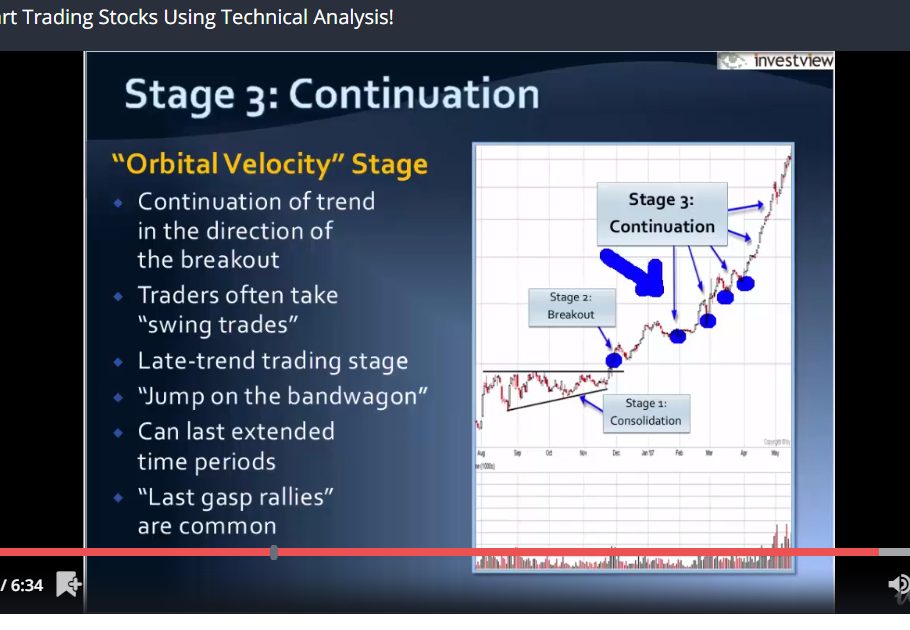 rt Trading Stocks Using Technical Analysis!
investview
Stage 3: Continuation
“Orbital Velocity” Stage
Continuation of trend
in the direction of
the breakout
Traders often take
“swing trades”
Late-trend trading stage
“Jump on the bandwagon”
Can last extended
time periods
“Last gasp rallies”
are common
Stage 3:
Continuation
Stage 2:
Breakout
Stage 1:
Consolidation
Aug Sep Oct Nov Dec Jan'07 Feb Mar Apr May
/ 6:34